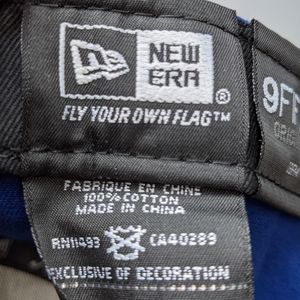 NEW
ERA®
FLY YOUR OWN FLAG™
FABRIQUE EN CHINE
100% COTTON
MADE IN CHINA
RN11493 CA40289
EXCLUSIVE OF DECORATION